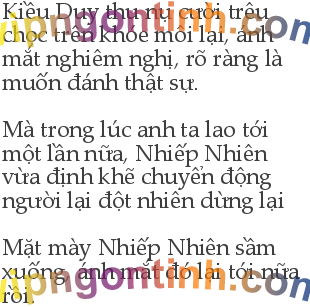 Kiều Duy thu nụ cười trêu
chọc trên khóe môi lại, ánh
mắt nghiêm nghị, rõ ràng là
muốn đánh thật sự.
Mà trong lúc anh ta lao tới
một lần nữa, Nhiếp Nhiên
vừa định khẽ chuyển động
người lại đột nhiên dừng lại
Mặt mày Nhiếp Nhiên sầm
xuống, ánh mắt đó lại tới nữa
rồi